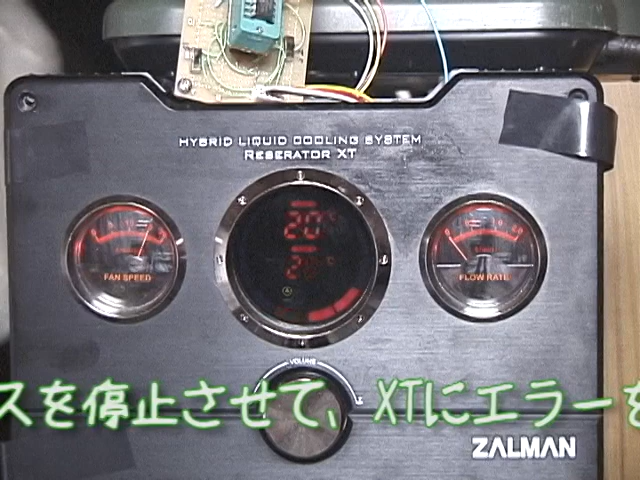 HYBRID LIQUID COOLING SYSTEM
RESERATOR XT
20
20
FAN SPEED
FLOW RATE
VOLUME
スを停止させて、XTにエラーを
ZALMAN